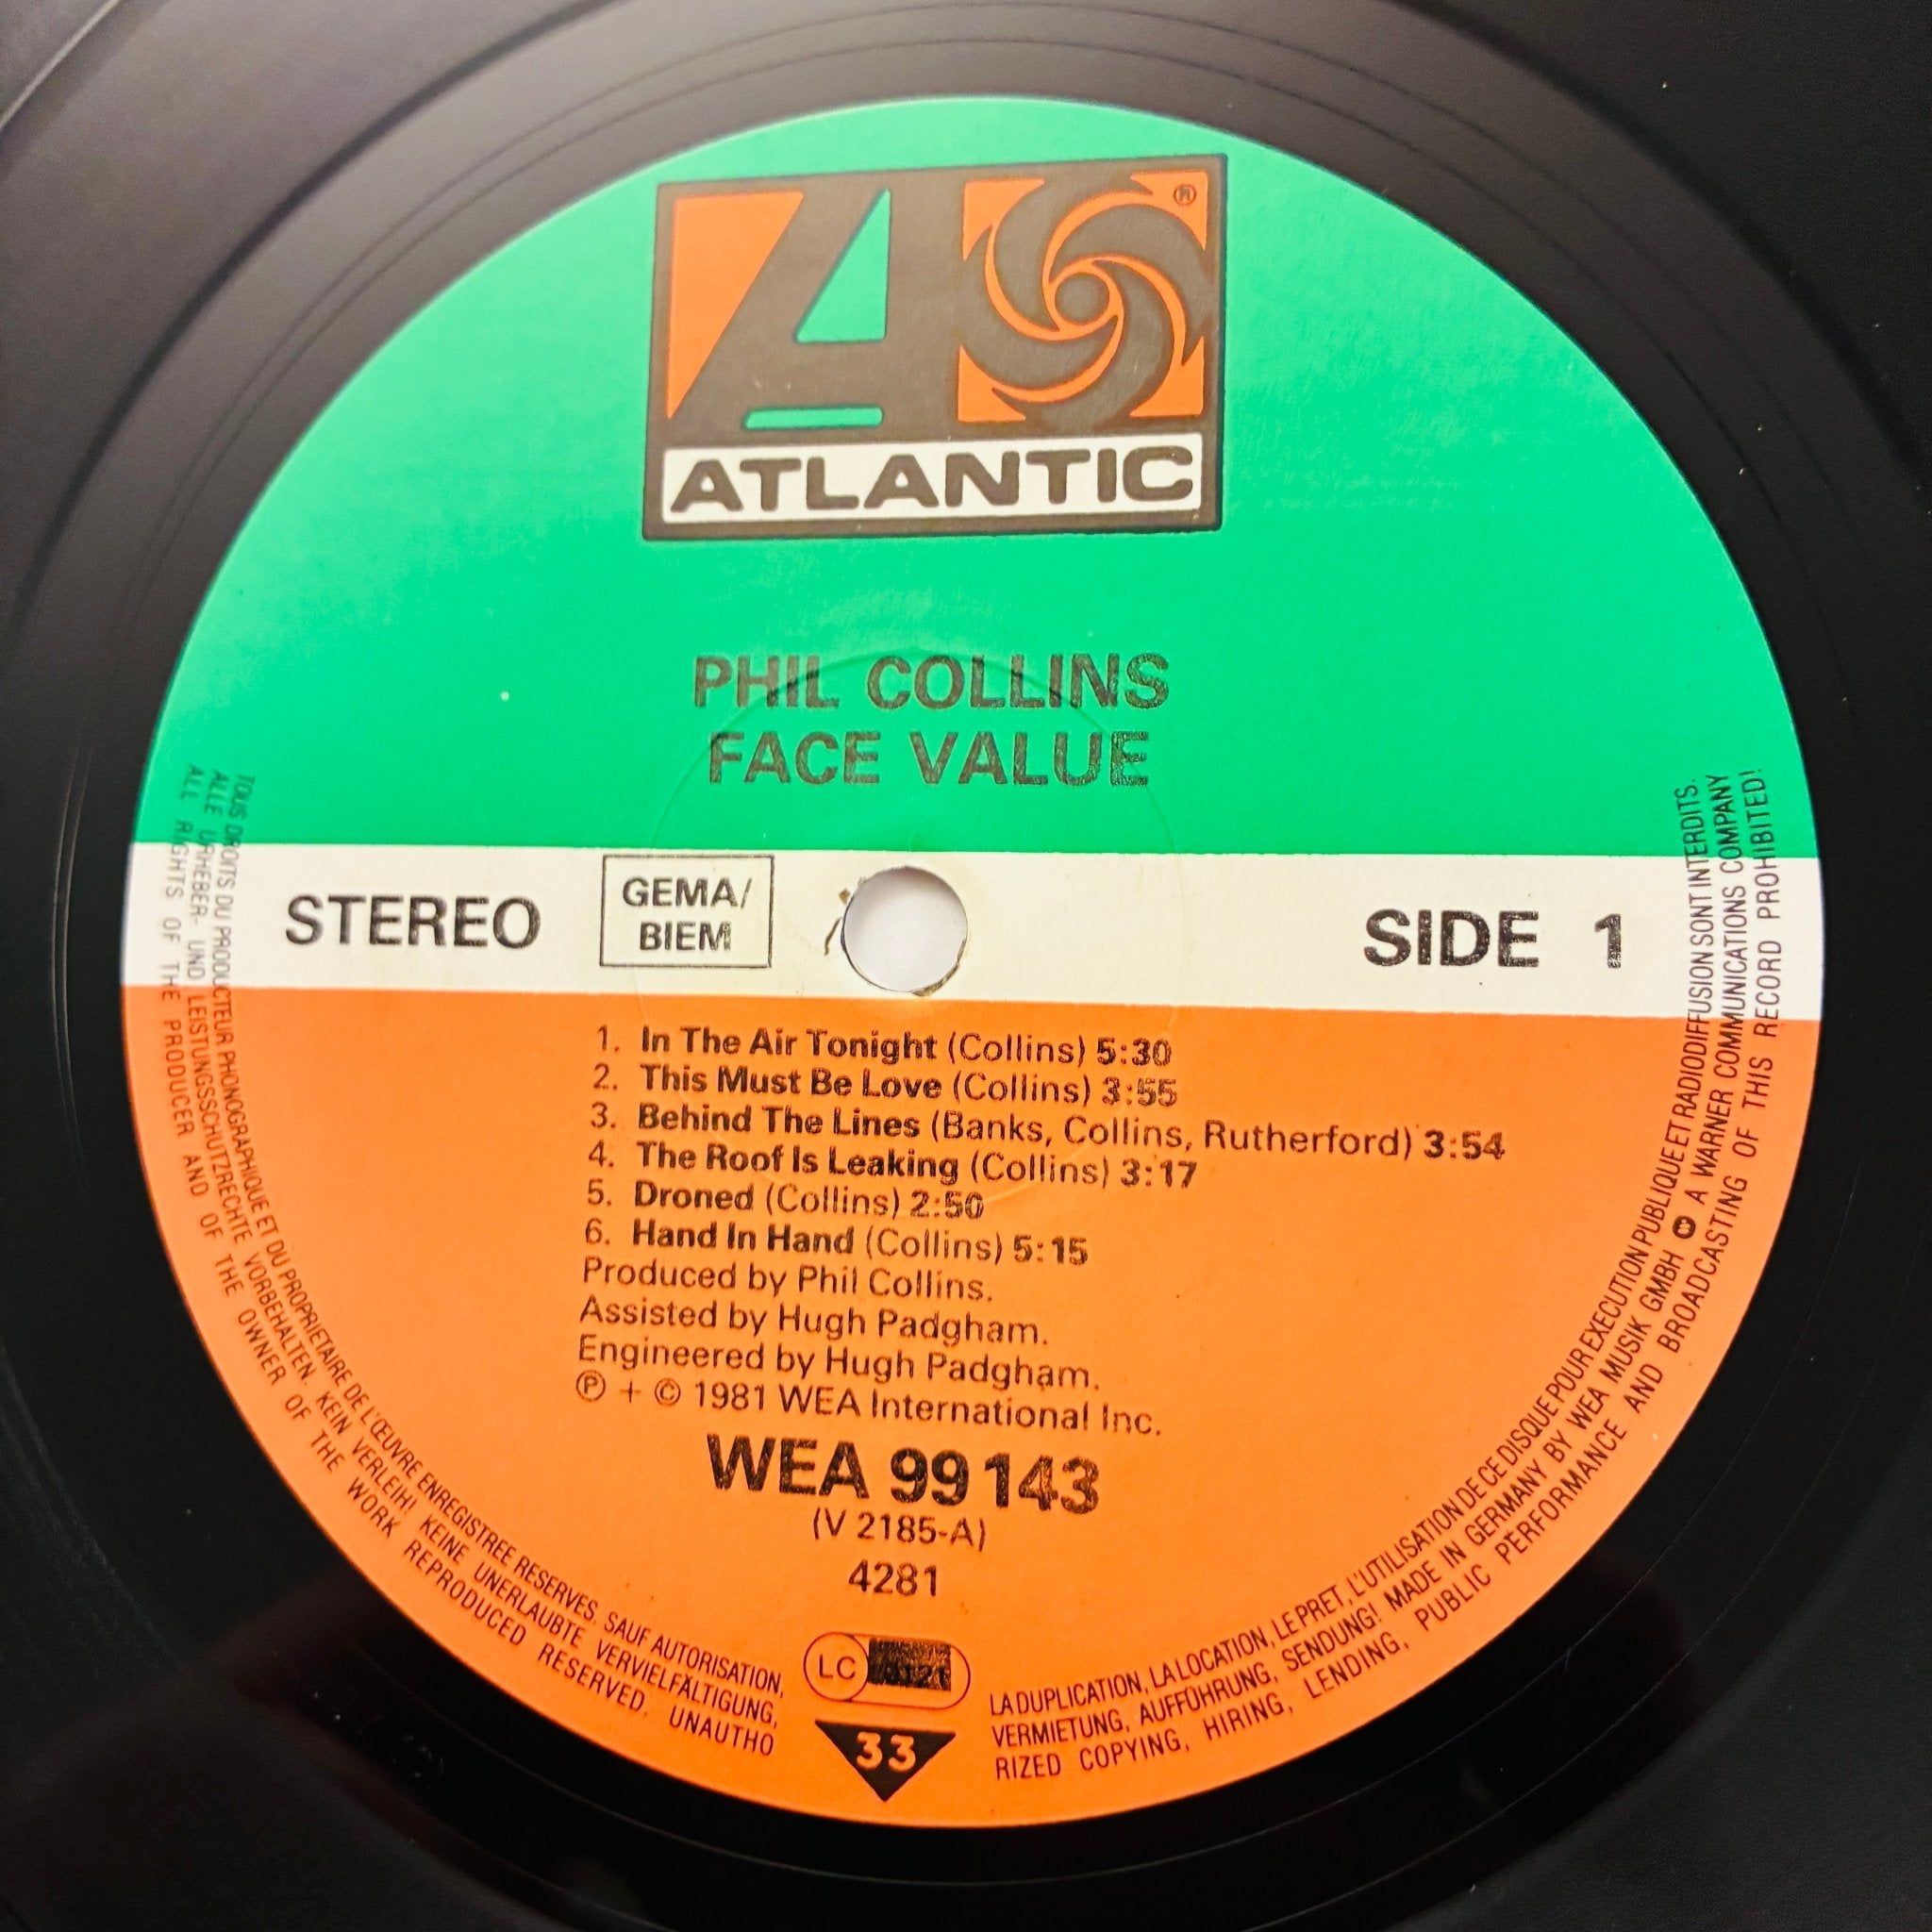 ®
ATLANTIC
PHIL COLLINS
FACE VALUE
STEREO
GEMA/
BIEM
SIDE 1
1. In The Air Tonight (Collins) 5:30
2. This Must Be Love (Collins) 3:55
3. Behind The Lines (Banks, Collins, Rutherford) 3:54
4. The Roof Is Leaking (Collins) 3:17
5. Droned (Collins) 2:50
6. Hand In Hand (Collins) 5:15
Produced by Phil Collins.
Assisted by Hugh Padgham.
Engineered by Hugh Padgham.
℗ + © 1981 WEA International Inc.
WEA 99 143
(V 2185-A)
4281
LC
33
TOUS DROITS DU PRODUCTEUR PHONOGRAPHIQUE ET DU PROPRIETAIRE DE L'ŒUVRE ENREGISTREE RESERVES. SAUF AUTORISATION, LA DUPLICATION, LA LOCATION, LE PRET, L'UTILISATION DE CE DISQUE POUR EXECUTION PUBLIQUE ET RADIODIFFUSION SONT INTERDITS.
ALLE URHEBER- UND LEISTUNGSSCHUTZRECHTE VORBEHALTEN. KEIN VERLEIH! KEINE UNERLAUBTE VERVIELFÄLTIGUNG, VERMIETUNG, AUFFÜHRUNG, SENDUNG! MADE IN GERMANY BY WEA MUSIK GMBH A WARNER COMMUNICATIONS COMPANY
ALL RIGHTS OF THE PRODUCER AND OF THE OWNER OF THE WORK REPRODUCED RESERVED. UNAUTHORIZED COPYING, HIRING, LENDING, PUBLIC PERFORMANCE AND BROADCASTING OF THIS RECORD PROHIBITED!